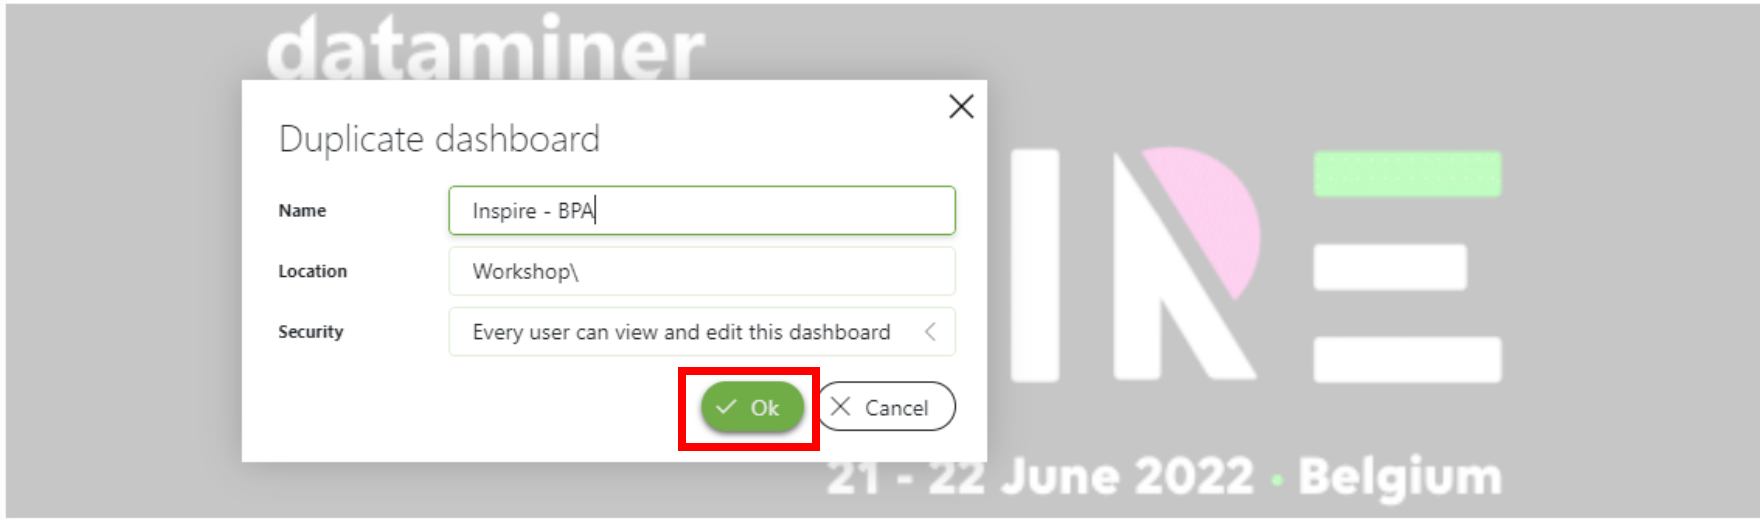 dataminer
Duplicate dashboard
Name
Inspire - BPA
Location
Workshop\
Security
Every user can view and edit this dashboard
Ok
Cancel
IRE
21 - 22 June 2022 • Belgium